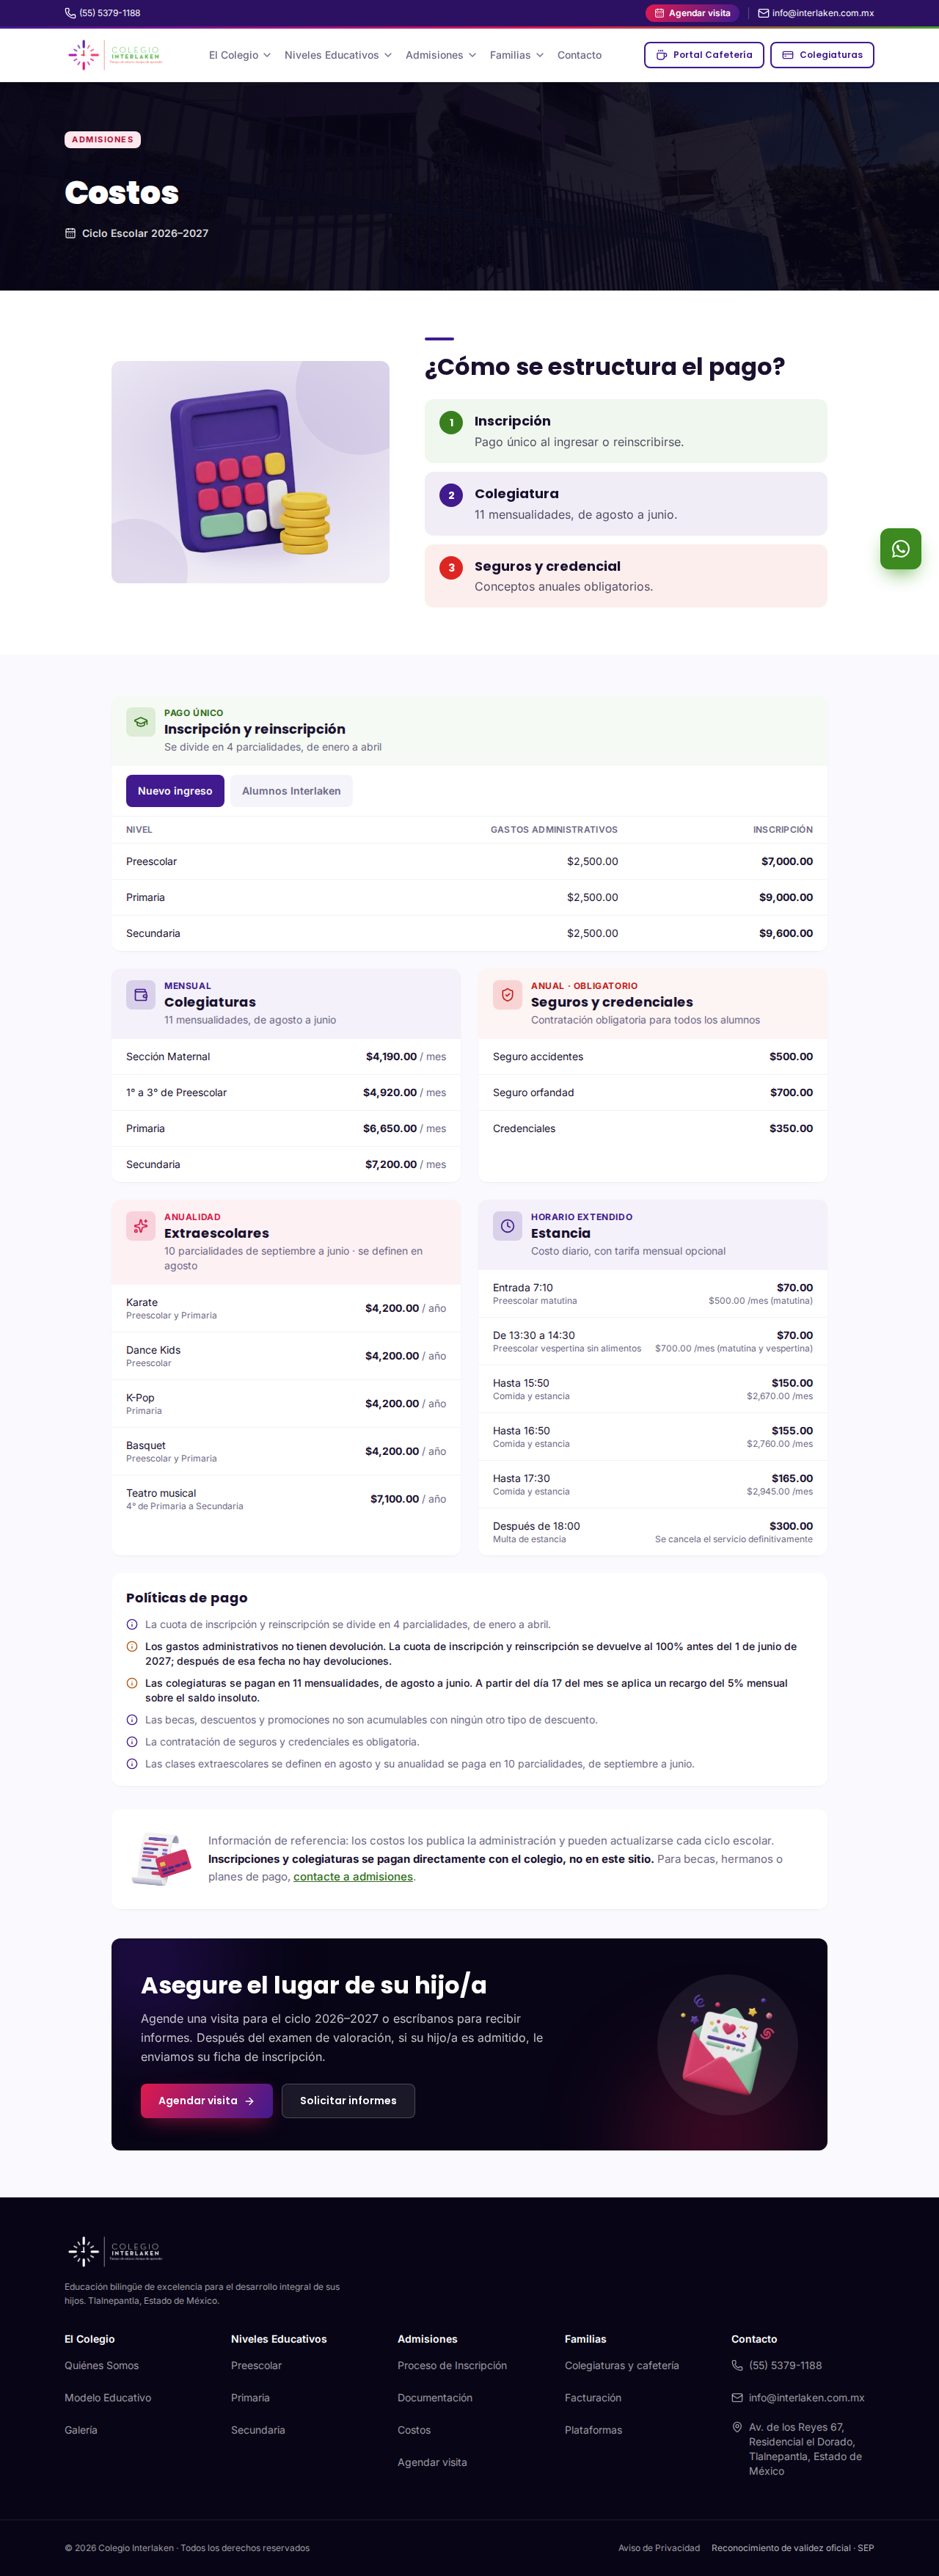 (55) 5379-1188
Agendar visita
info@interlaken.com.mx
COLEGIO
INTERLAKEN
El Colegio
Niveles Educativos
Admisiones
Familias
Contacto
Portal Cafetería
Colegiaturas
ADMISIONES
Costos
Ciclo Escolar 2026–2027
¿Cómo se estructura el pago?
1
Inscripción
Pago único al ingresar o reinscribirse.
2
Colegiatura
11 mensualidades, de agosto a junio.
3
Seguros y credencial
Conceptos anuales obligatorios.
PAGO ÚNICO
Inscripción y reinscripción
Se divide en 4 parcialidades, de enero a abril
Nuevo ingreso
Alumnos Interlaken
NIVEL GASTOS ADMINISTRATIVOS INSCRIPCIÓN
Preescolar $2,500.00 $7,000.00
Primaria $2,500.00 $9,000.00
Secundaria $2,500.00 $9,600.00
MENSUAL
Colegiaturas
11 mensualidades, de agosto a junio
Sección Maternal $4,190.00 / mes
1° a 3° de Preescolar $4,920.00 / mes
Primaria $6,650.00 / mes
Secundaria $7,200.00 / mes
ANUAL · OBLIGATORIO
Seguros y credenciales
Contratación obligatoria para todos los alumnos
Seguro accidentes $500.00
Seguro orfandad $700.00
Credenciales $350.00
ANUALIDAD
Extraescolares
10 parcialidades de septiembre a junio · se definen en
agosto
Karate $4,200.00 / año
Preescolar y Primaria
Dance Kids $4,200.00 / año
Preescolar
K-Pop $4,200.00 / año
Primaria
Basquet $4,200.00 / año
Preescolar y Primaria
Teatro musical $7,100.00 / año
4° de Primaria a Secundaria
HORARIO EXTENDIDO
Estancia
Costo diario, con tarifa mensual opcional
Entrada 7:10 $70.00
Preescolar matutina $500.00 /mes (matutina)
De 13:30 a 14:30 $70.00
Preescolar vespertina sin alimentos $700.00 /mes (matutina y vespertina)
Hasta 15:50 $150.00
Comida y estancia $2,670.00 /mes
Hasta 16:50 $155.00
Comida y estancia $2,760.00 /mes
Hasta 17:30 $165.00
Comida y estancia $2,945.00 /mes
Después de 18:00 $300.00
Multa de estancia Se cancela el servicio definitivamente
Políticas de pago
La cuota de inscripción y reinscripción se divide en 4 parcialidades, de enero a abril.
Los gastos administrativos no tienen devolución. La cuota de inscripción y reinscripción se devuelve al 100% antes del 1 de junio de
2027; después de esa fecha no hay devoluciones.
Las colegiaturas se pagan en 11 mensualidades, de agosto a junio. A partir del día 17 del mes se aplica un recargo del 5% mensual
sobre el saldo insoluto.
Las becas, descuentos y promociones no son acumulables con ningún otro tipo de descuento.
La contratación de seguros y credenciales es obligatoria.
Las clases extraescolares se definen en agosto y su anualidad se paga en 10 parcialidades, de septiembre a junio.
Información de referencia: los costos los publica la administración y pueden actualizarse cada ciclo escolar.
Inscripciones y colegiaturas se pagan directamente con el colegio, no en este sitio. Para becas, hermanos o
planes de pago, contacte a admisiones.
Asegure el lugar de su hijo/a
Agende una visita para el ciclo 2026–2027 o escríbanos para recibir
informes. Después del examen de valoración, si su hijo/a es admitido, le
enviamos su ficha de inscripción.
Agendar visita
Solicitar informes
COLEGIO
INTERLAKEN
Educación bilingüe de excelencia para el desarrollo integral de sus
hijos. Tlalnepantla, Estado de México.
El Colegio
Quiénes Somos
Modelo Educativo
Galería
Niveles Educativos
Preescolar
Primaria
Secundaria
Admisiones
Proceso de Inscripción
Documentación
Costos
Agendar visita
Familias
Colegiaturas y cafetería
Facturación
Plataformas
Contacto
(55) 5379-1188
info@interlaken.com.mx
Av. de los Reyes 67,
Residencial el Dorado,
Tlalnepantla, Estado de
México
© 2026 Colegio Interlaken · Todos los derechos reservados
Aviso de Privacidad
Reconocimiento de validez oficial · SEP